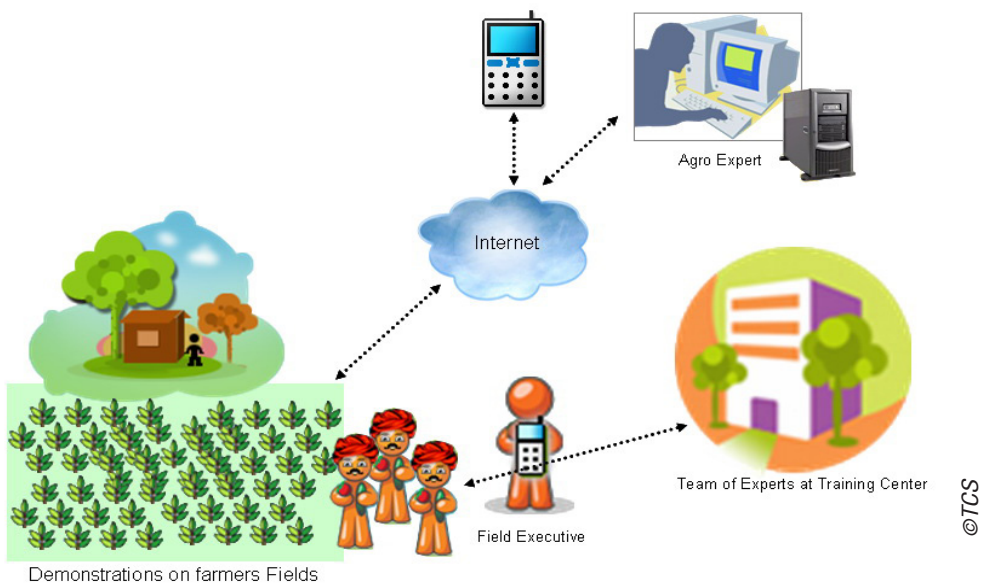 Agro Expert
Internet
Team of Experts at Training Center
Field Executive
Demonstrations on farmers Fields
©TCS